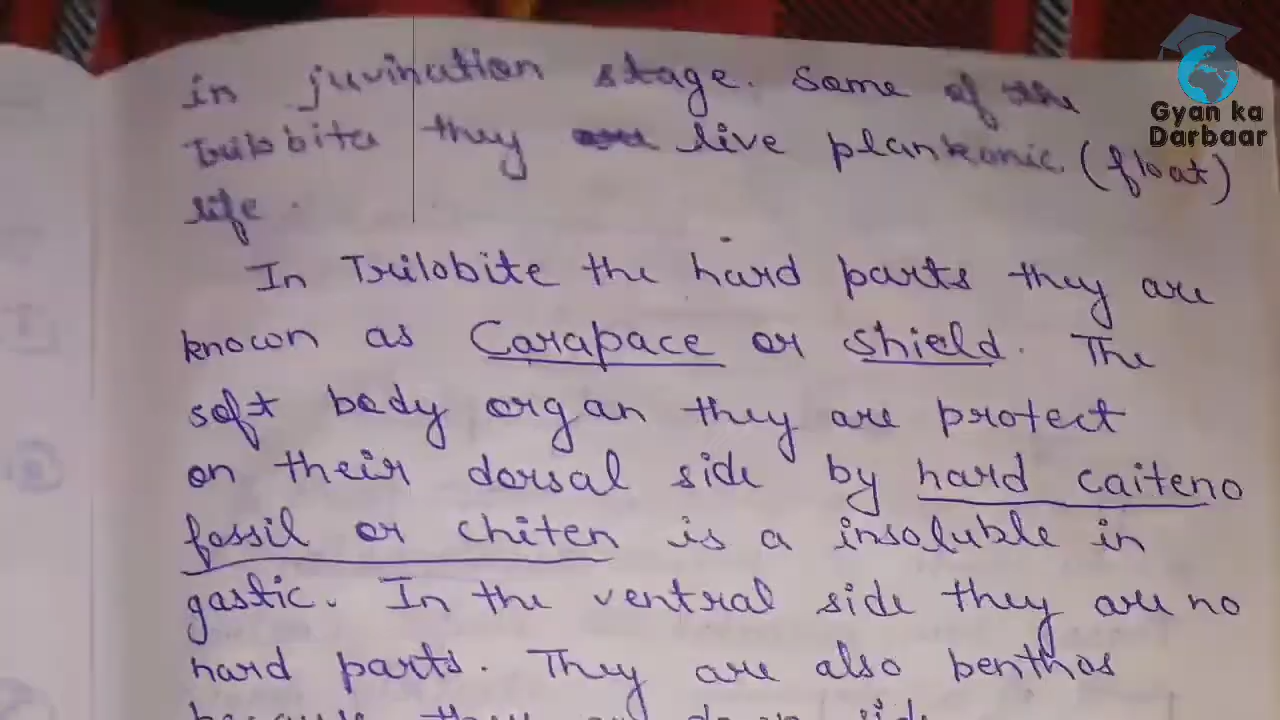 in juvination stage. Some of the
Trilobite they live planktonic (float)
life.
In Trilobite the hard parts they are
known as Carapace or Shield. The
soft body organ they are protect
on their dorsal side by hard caiteno
fossil or chiten is a insoluble in
gastic. In the ventral side they are no
hard parts. They are also benthos
because they
Gyan ka
Darbaar